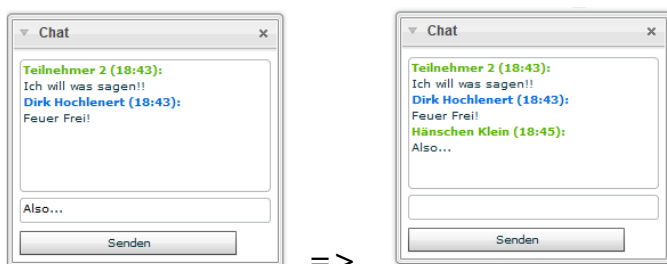 Chat
Teilnehmer 2 (18:43):
Ich will was sagen!!
Dirk Hochlenert (18:43):
Feuer Frei!
Also...
Senden
=>
Chat
Teilnehmer 2 (18:43):
Ich will was sagen!!
Dirk Hochlenert (18:43):
Feuer Frei!
Hänschen Klein (18:45):
Also...
Senden